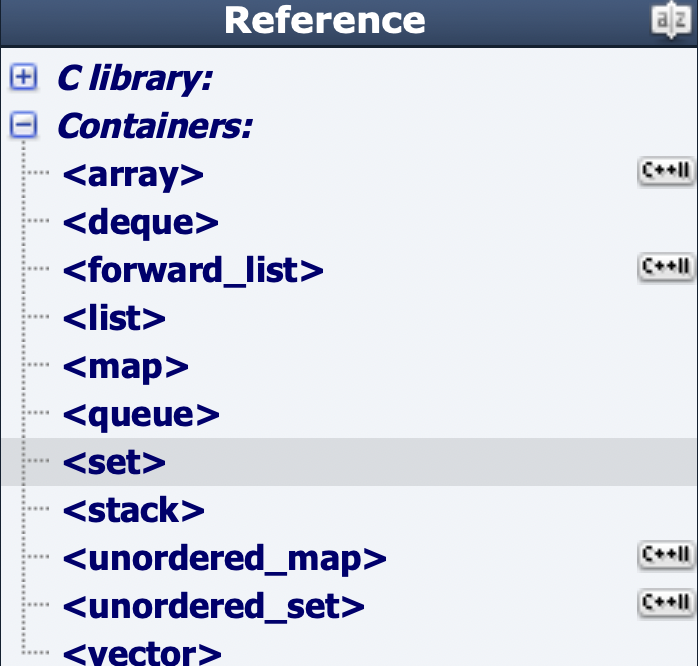 Reference a|z
C library:
Containers:
<array> C++11
<deque>
<forward_list> C++11
<list>
<map>
<queue>
<set>
<stack>
<unordered_map> C++11
<unordered_set> C++11
<vector>